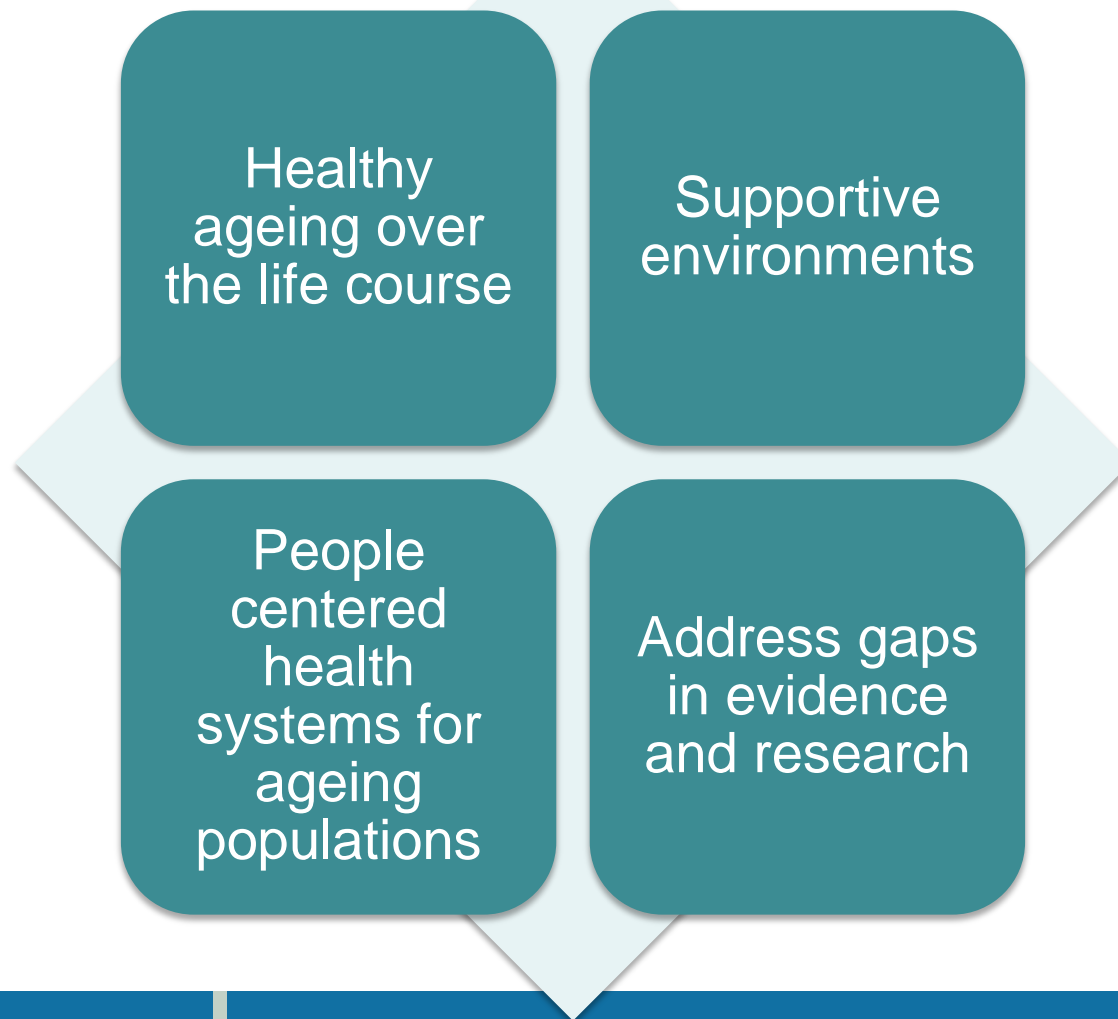 Healthy
ageing over
the life course
Supportive
environments
People
centered
health
systems for
ageing
populations
Address gaps
in evidence
and research